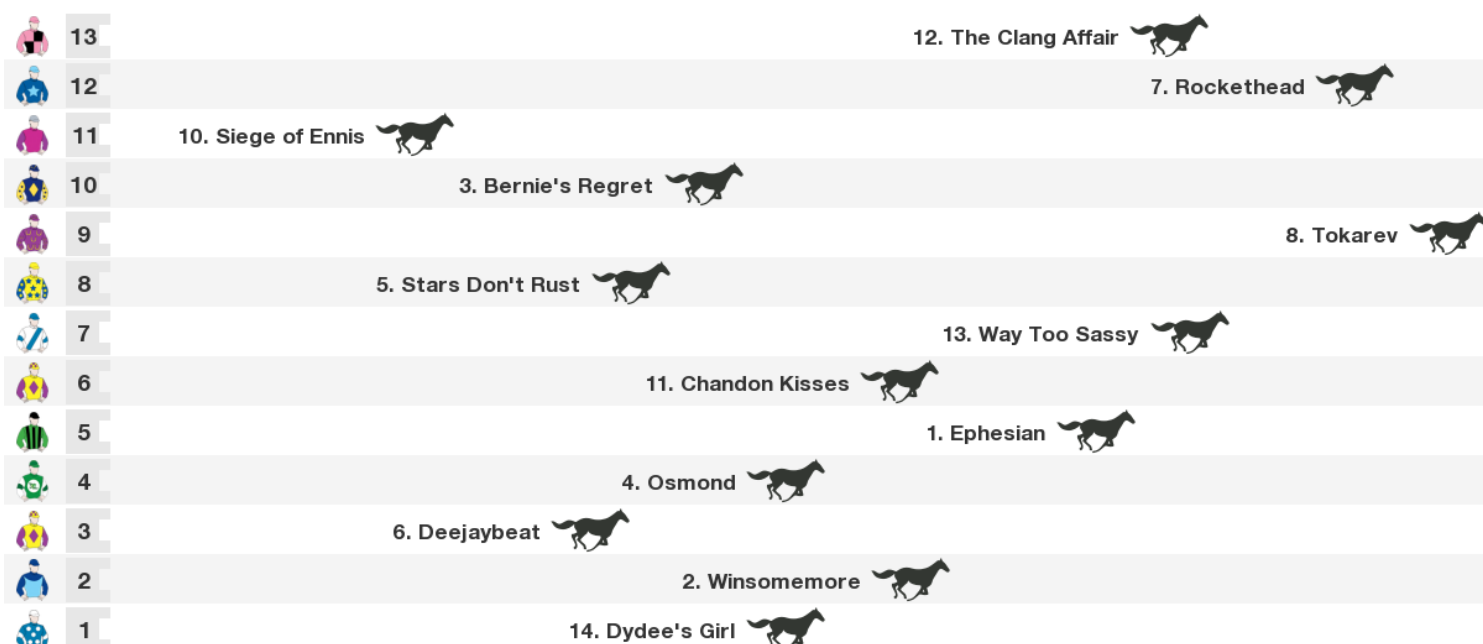 13 12. The Clang Affair
12 7. Rockethead
11 10. Siege of Ennis
10 3. Bernie's Regret
9 8. Tokarev
8 5. Stars Don't Rust
7 13. Way Too Sassy
6 11. Chandon Kisses
5 1. Ephesian
4 4. Osmond
3 6. Deejaybeat
2 2. Winsomemore
1 14. Dydee's Girl